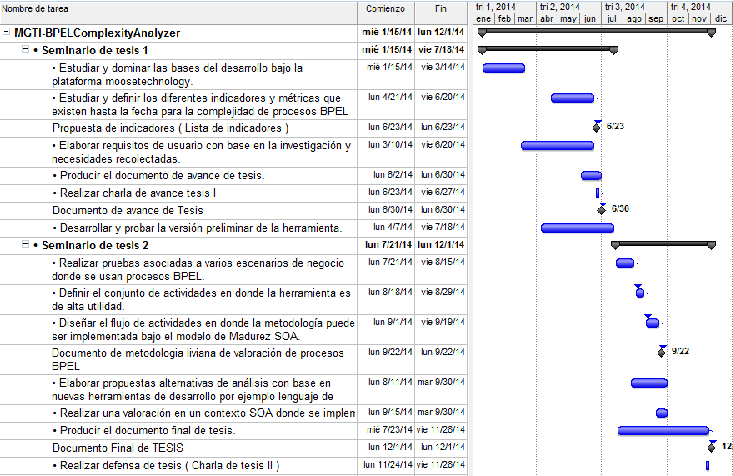 Nombre de tarea Comienzo Fin tri 1, 2014 tri 2, 2014 tri 3, 2014 tri 4, 2014
ene feb mar abr may jun jul ago sep oct nov dic
MGTI-BPELComplexityAnalyzer mié 1/15/14 lun 12/1/14
• Seminario de tesis 1 mié 1/15/14 vie 7/18/14
• Estudiar y dominar las bases del desarrollo bajo la mié 1/15/14 vie 3/14/14
plataforma moosetechnology.
• Estudiar y definir los diferentes indicadores y métricas que lun 4/21/14 vie 6/20/14
existen hasta la fecha para la complejidad de procesos BPEL
Propuesta de indicadores ( Lista de indicadores ) lun 6/23/14 lun 6/23/14 6/23
• Elaborar requisitos de usuario con base en la investigación y lun 3/10/14 vie 6/20/14
necesidades recolectadas.
• Producir el documento de avance de tesis. lun 6/2/14 lun 6/30/14
• Realizar charla de avance tesis I lun 6/23/14 vie 6/27/14
Documento de avance de Tesis lun 6/30/14 lun 6/30/14 6/30
• Desarrollar y probar la versión preliminar de la herramienta. lun 4/7/14 vie 7/18/14
• Seminario de tesis 2 lun 7/21/14 lun 12/1/14
• Realizar pruebas asociadas a varios escenarios de negocio lun 7/21/14 vie 8/15/14
donde se usan procesos BPEL.
• Definir el conjunto de actividades en donde la herramienta es lun 8/18/14 vie 8/29/14
de alta utilidad.
• Diseñar el flujo de actividades en donde la metodología puede lun 9/1/14 vie 9/19/14
ser implementada bajo el modelo de Madurez SOA.
Documento de metodologia liviana de valoración de procesos lun 9/22/14 lun 9/22/14 9/22
BPEL
• Elaborar propuestas alternativas de análisis con base en lun 8/11/14 mar 9/30/14
nuevas herramientas de desarrollo por ejemplo lenguaje de
• Realizar una valoración en un contexto SOA donde se implen lun 9/15/14 mar 9/30/14
• Producir el documento final de tesis. mié 7/23/14 vie 11/28/14
Documento Final de TESIS lun 12/1/14 lun 12/1/14 12
• Realizar defensa de tesis ( Charla de tesis II ) lun 11/24/14 vie 11/28/14